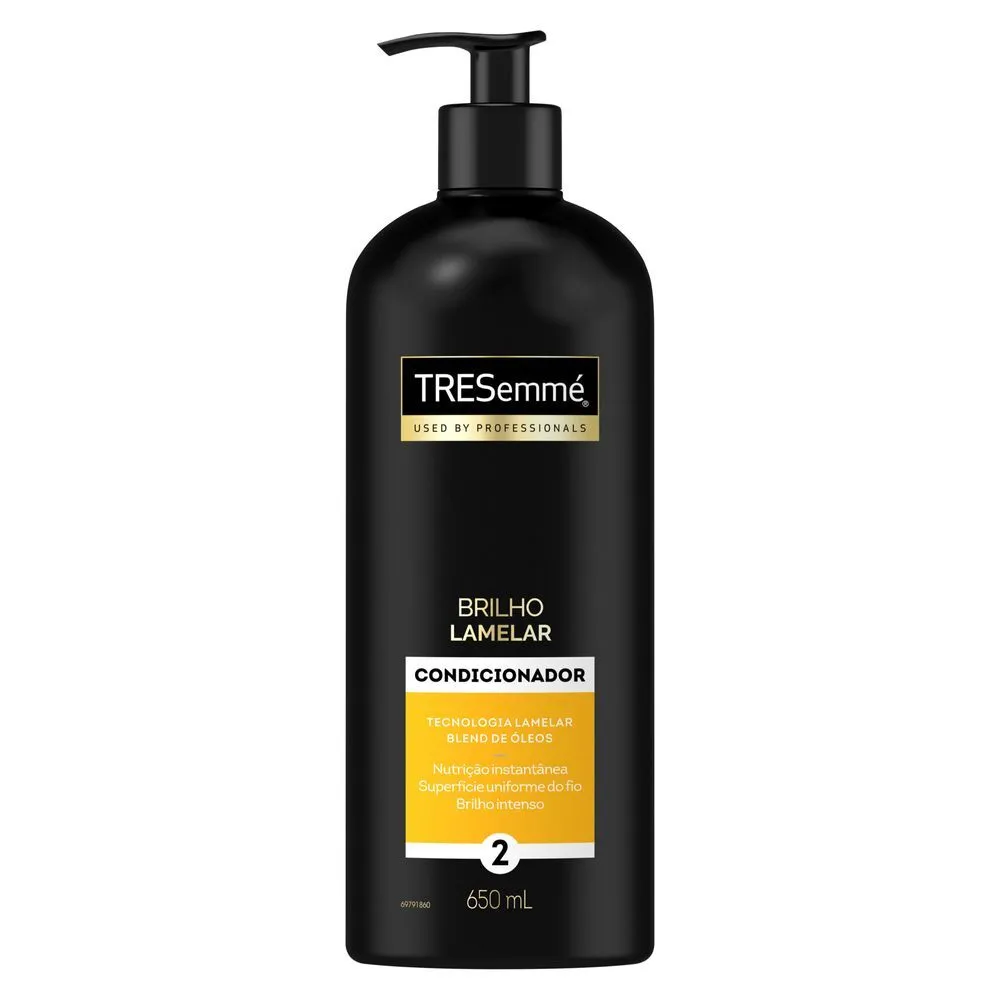 TRESemmé®
USED BY PROFESSIONALS
BRILHO
LAMELAR
CONDICIONADOR
TECNOLOGIA LAMELAR
BLEND DE ÓLEOS
Nutrição instantânea
Superfície uniforme do fio
Brilho intenso
2
69791860
650 mL